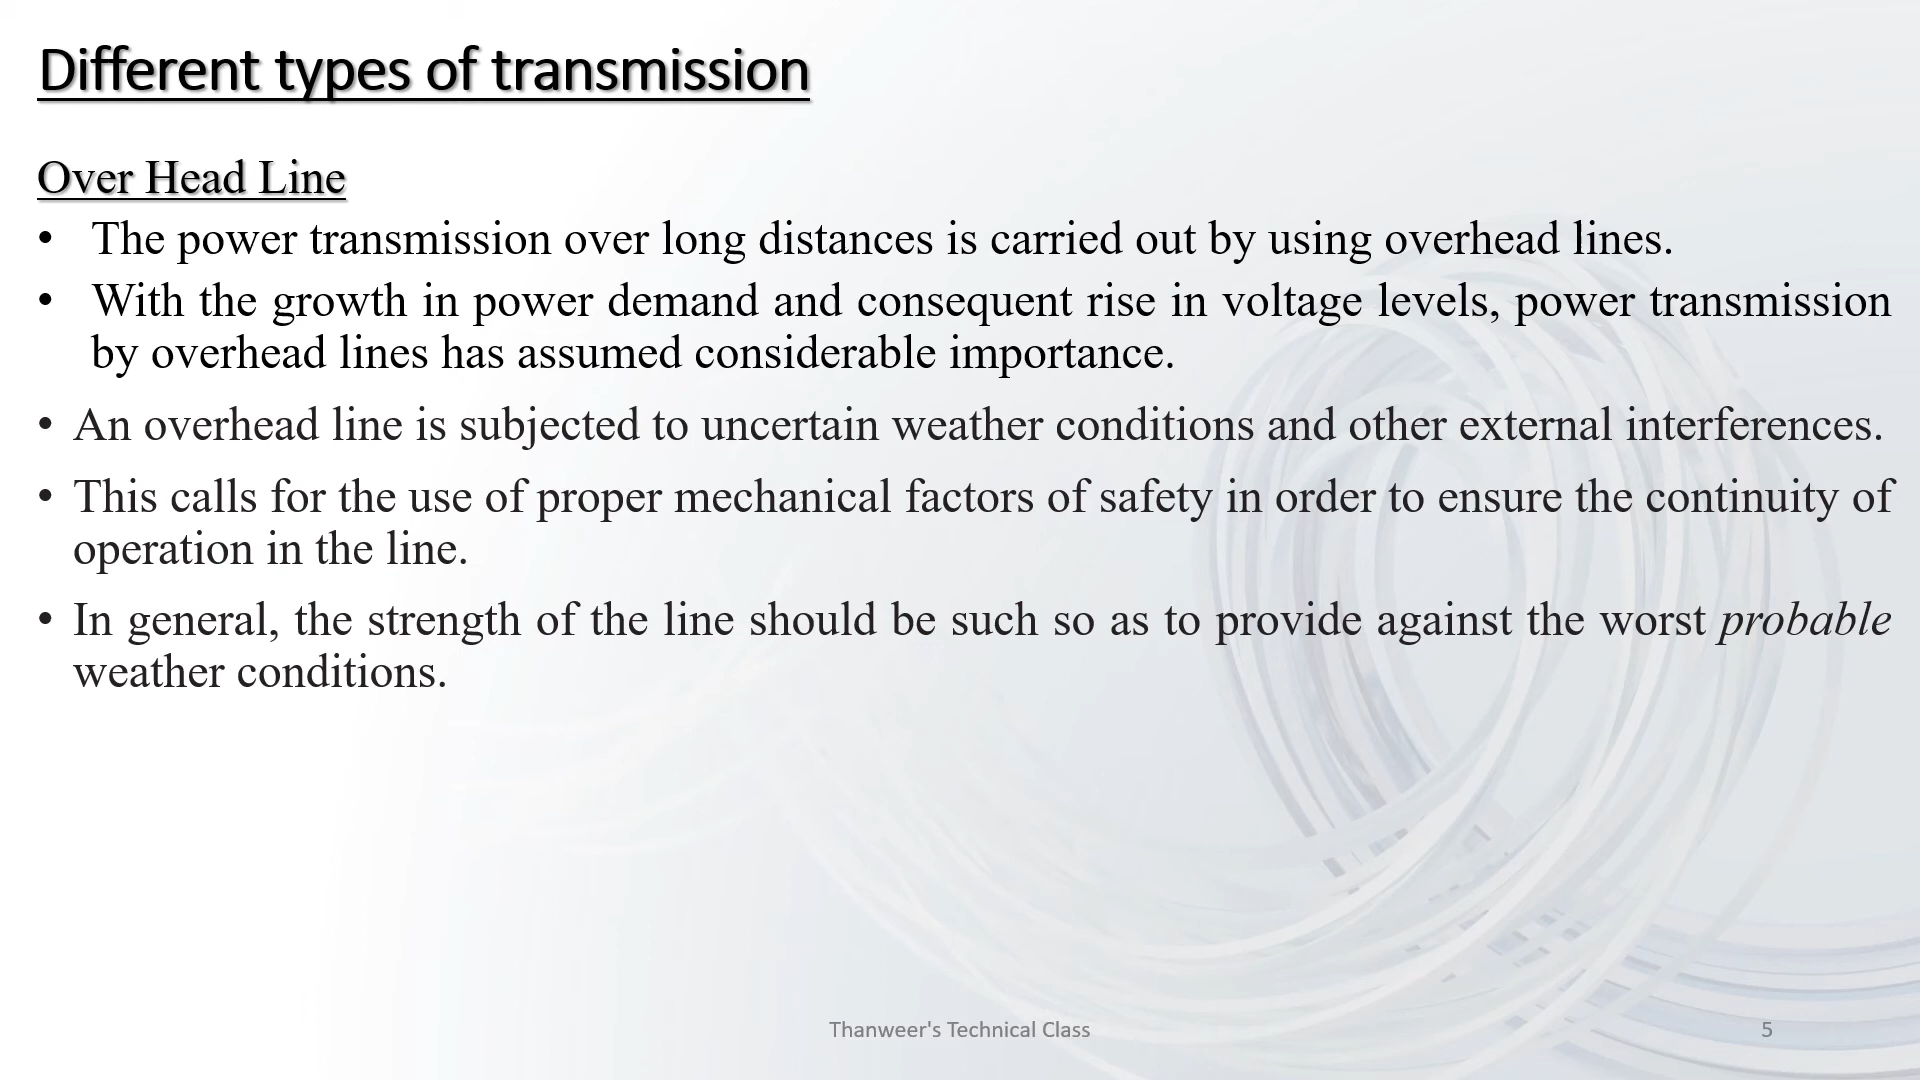 Different types of transmission
Over Head Line
• The power transmission over long distances is carried out by using overhead lines.
• With the growth in power demand and consequent rise in voltage levels, power transmission
by overhead lines has assumed considerable importance.
• An overhead line is subjected to uncertain weather conditions and other external interferences.
• This calls for the use of proper mechanical factors of safety in order to ensure the continuity of
operation in the line.
• In general, the strength of the line should be such so as to provide against the worst probable
weather conditions.
Thanweer's Technical Class
5